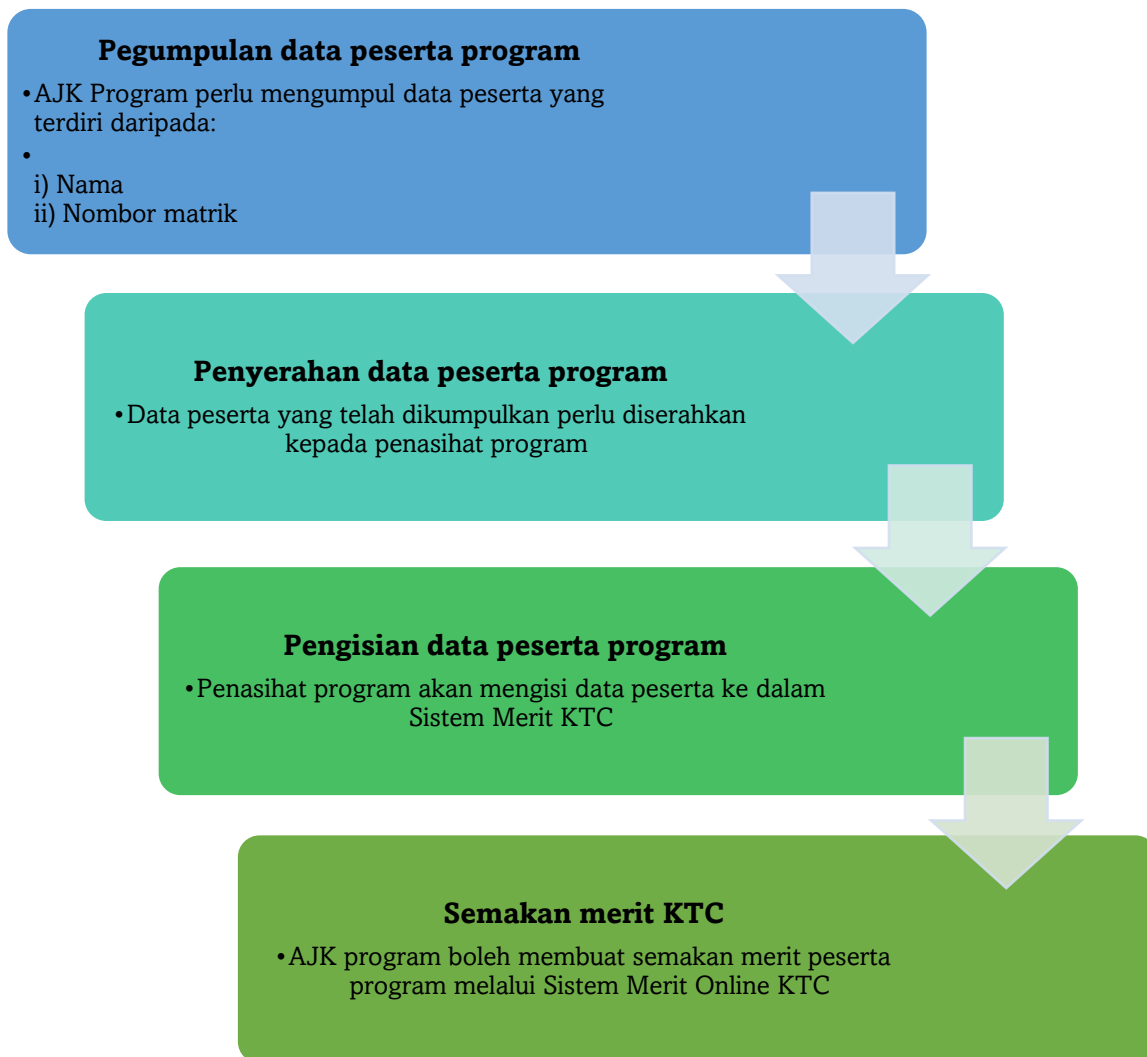 Pegumpulan data peserta program
•AJK Program perlu mengumpul data peserta yang
terdiri daripada:
•
i) Nama
ii) Nombor matrik
Penyerahan data peserta program
•Data peserta yang telah dikumpulkan perlu diserahkan
kepada penasihat program
Pengisian data peserta program
•Penasihat program akan mengisi data peserta ke dalam
Sistem Merit KTC
Semakan merit KTC
•AJK program boleh membuat semakan merit peserta
program melalui Sistem Merit Online KTC